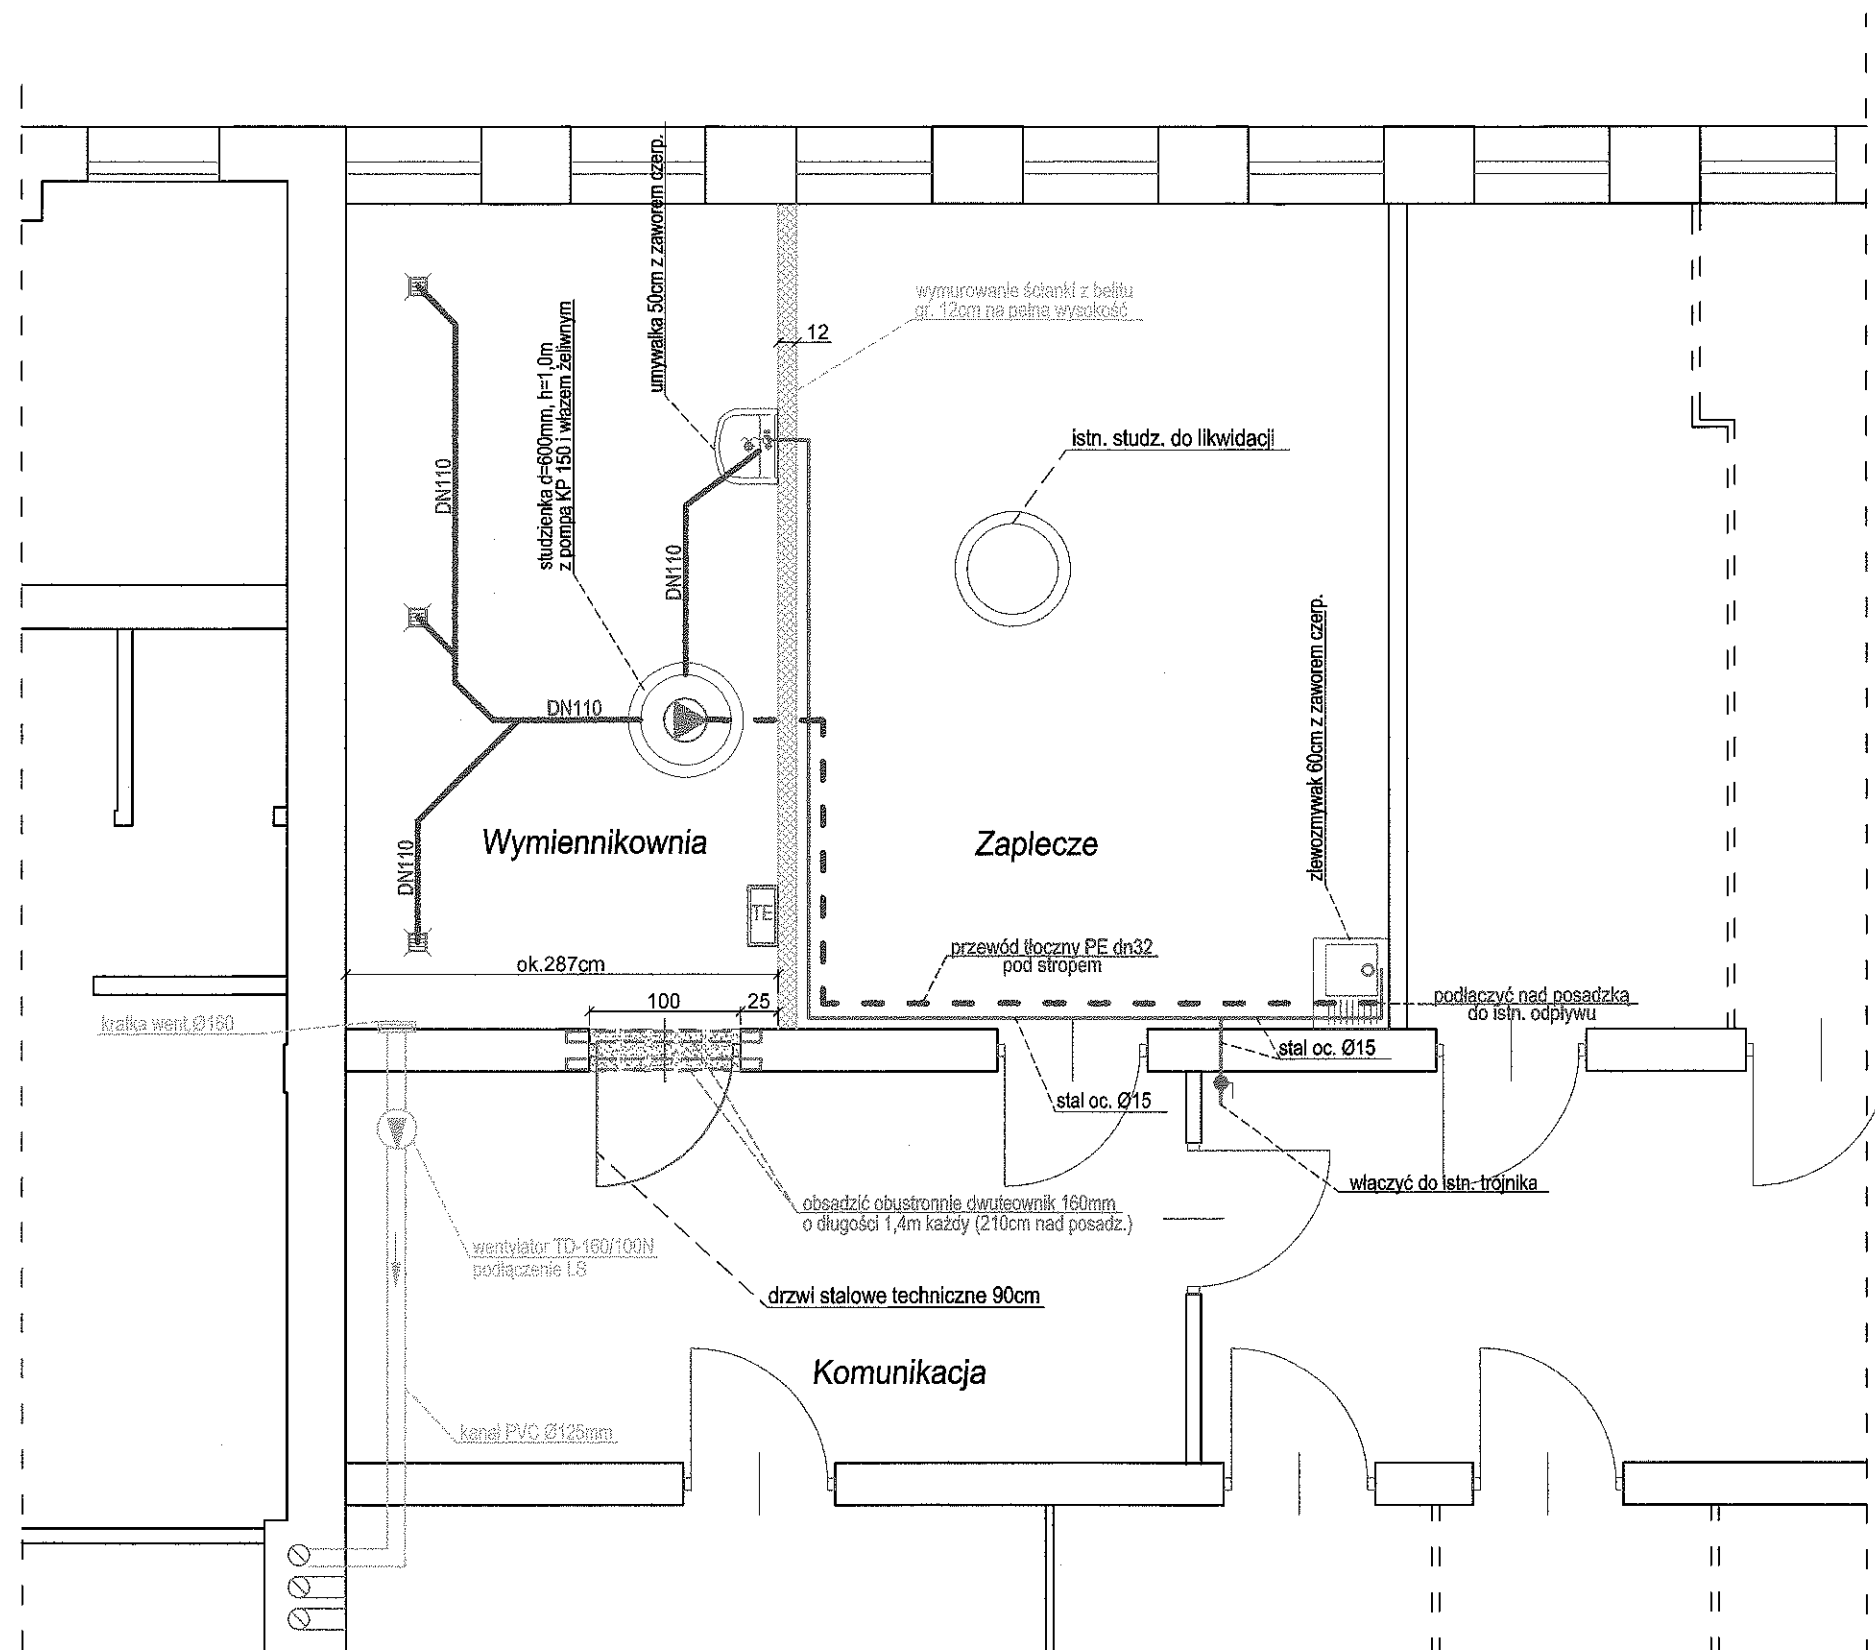 umywalka 50cm z zaworem czerp.
wymurowanie ścianki z belitu
gr. 12cm na pełną wysokość
12
studzienka d=600mm, h=1,0m
z pompą KP 150 i włazem żeliwnym
istn. studz. do likwidacji
DN110
DN110
zlewozmywak 60cm z zaworem czerp.
DN110
Wymiennikownia
Zaplecze
DN110
TE
przewód tłoczny PE dn32
pod stropem
ok.287cm
100
25
podłączyć nad posadzką
do istn. odpływu
kratka went.Ø160
stal oc. Ø15
stal oc. Ø15
włączyć do istn. trójnika
obsadzić obustronnie dwuteownik 160mm
o długości 1,4m każdy (210cm nad posadz.)
wentylator TD-160/100N
podłączenie LS
drzwi stalowe techniczne 90cm
Komunikacja
kanał PVC Ø125mm